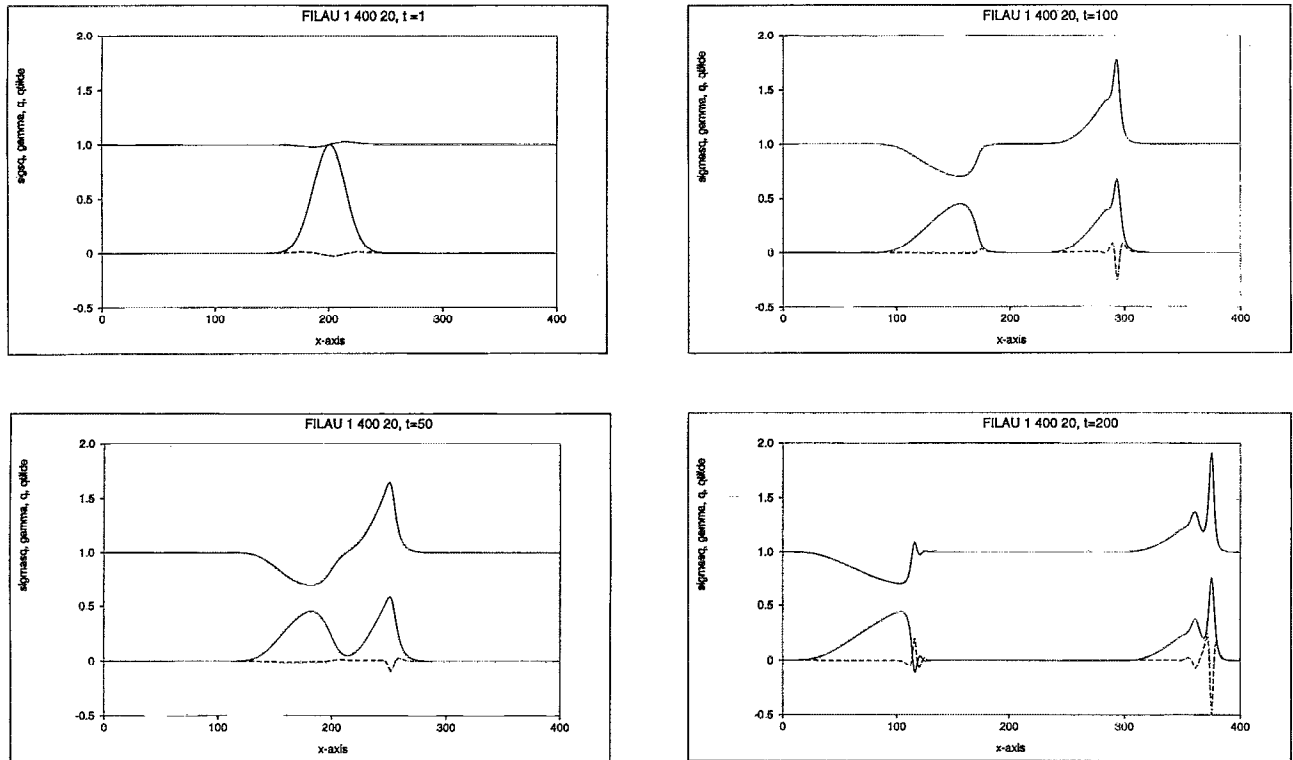 FILAU 1 400 20, t =1
2.0
1.5
1.0
0.5
0
-0.5
0 100 200 300 400
x-axis
sigsq, gamma, q, qtilde
FILAU 1 400 20, t=100
2.0
1.5
1.0
0.5
0
-0.5
0 100 200 300 400
x-axis
sigmasq, gamma, q, qtilde
FILAU 1 400 20, t=50
2.0
1.5
1.0
0.5
0
-0.5
0 100 200 300 400
x-axis
sigmasq, gamma, q, qtilde
FILAU 1 400 20, t=200
2.0
1.5
1.0
0.5
0
-0.5
0 100 200 300 400
x-axis
sigmasq, gamma, q, qtilde